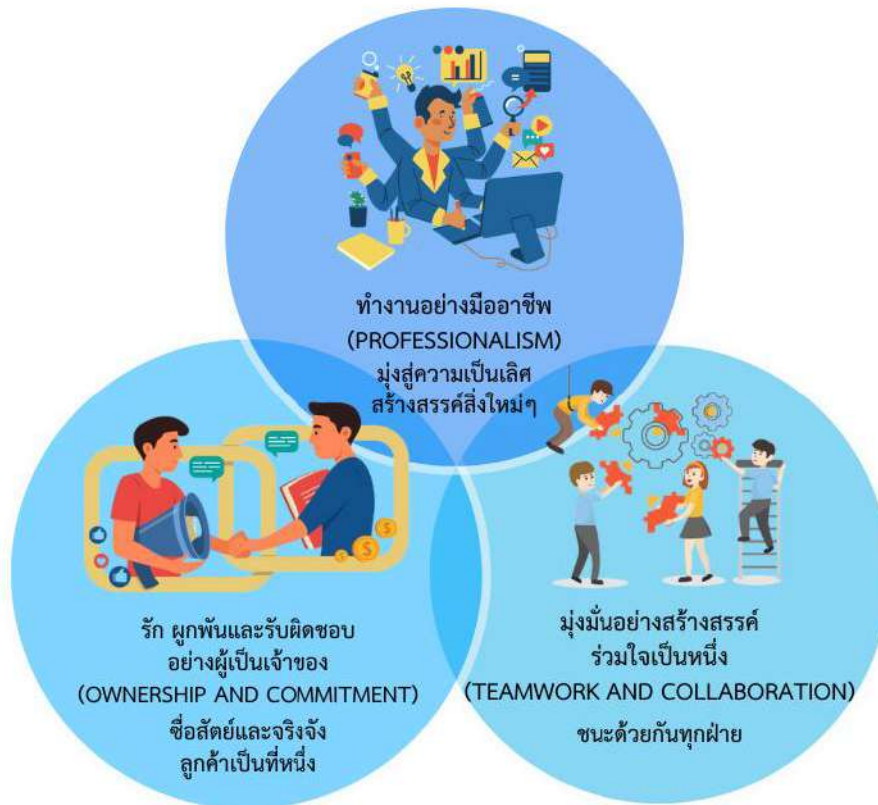 ทำงานอย่างมืออาชีพ
(PROFESSIONALISM)
มุ่งสู่ความเป็นเลิศ
สร้างสรรค์สิ่งใหม่ๆ
รัก ผูกพันและรับผิดชอบ
อย่างผู้เป็นเจ้าของ
(OWNERSHIP AND COMMITMENT)
ซื่อสัตย์และจริงจัง
ลูกค้าเป็นที่หนึ่ง
มุ่งมั่นอย่างสร้างสรรค์
ร่วมใจเป็นหนึ่ง
(TEAMWORK AND COLLABORATION)
ชนะด้วยกันทุกฝ่าย